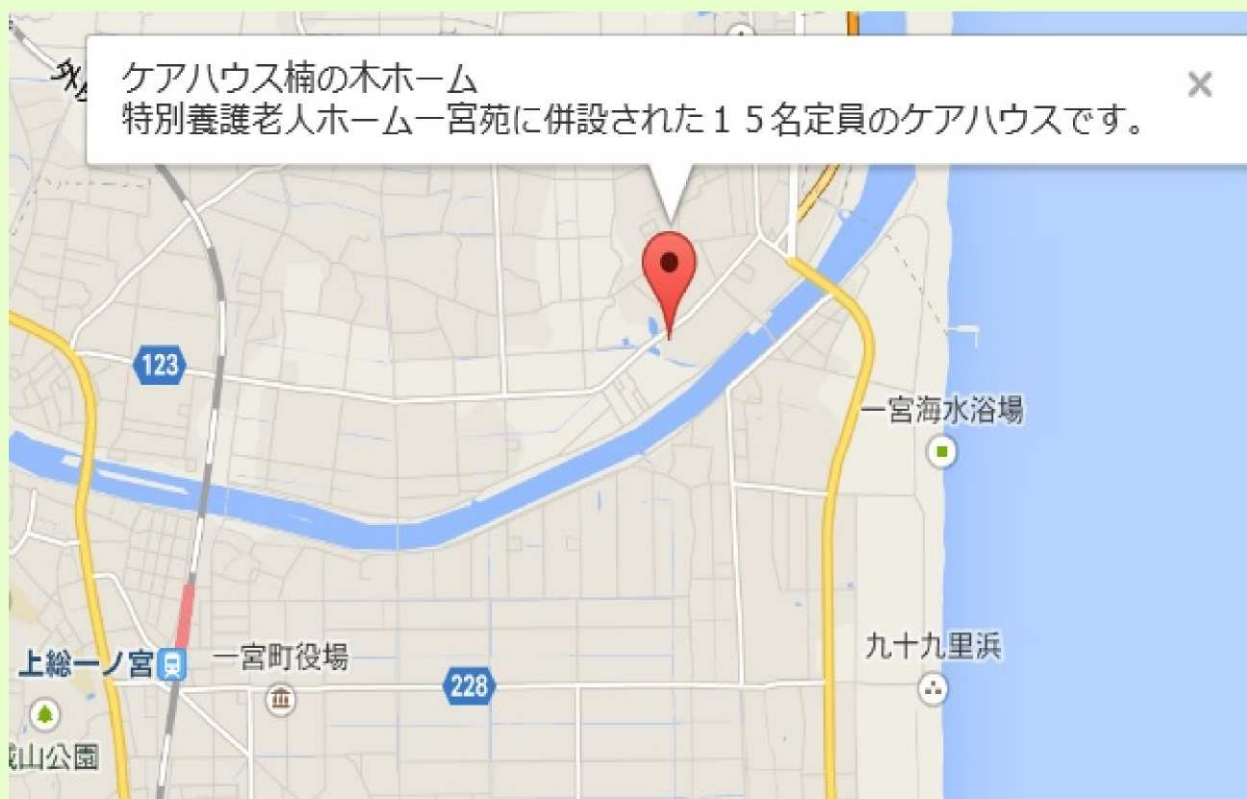 ケアハウス楠の木ホーム
特別養護老人ホーム一宮苑に併設された１５名定員のケアハウスです。
123
一宮海水浴場
上総一ノ宮
一宮町役場
228
九十九里浜
山公園